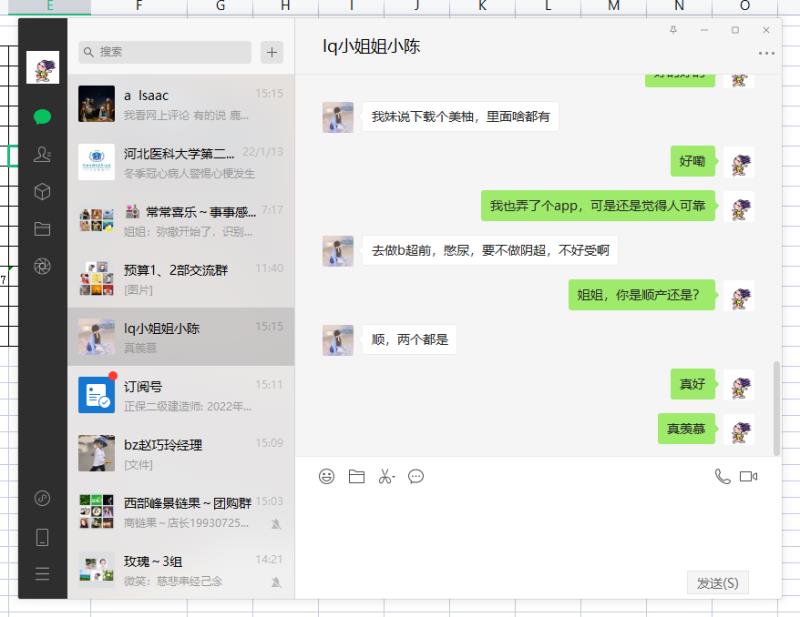 E F G H I J K L M N O
搜索
a Isaac 15:15
我看网上评论 有的说 鹿...
河北医科大学第二... 22/1/13
冬季冠心病人警惕心梗发生
常常喜乐～事事感... 7:17
姐姐：弥撒开始了，识别...
预算1、2部交流群 11:40
[图片]
lq小姐姐小陈 15:15
真羡慕
订阅号 15:11
正保二级建造师: 2022年...
bz赵巧玲经理 15:09
[文件]
西部峰景链果～团购群 15:03
商链果～店长19930725...
玫瑰～3组 14:21
微笑：慈悲串经己念
7
lq小姐姐小陈
好的好的
我妹说下载个美柚，里面啥都有
好嘞
我也弄了个app，可是还是觉得人可靠
去做b超前，憋尿，要不做阴超，不好受啊
姐姐，你是顺产还是？
顺，两个都是
真好
真羡慕
发送(S)